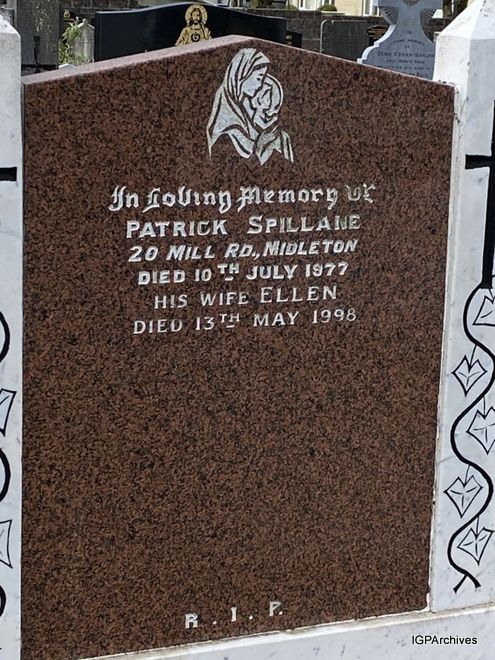 In Loving Memory of
PATRICK SPILLANE
20 MILL RD., MIDLETON
DIED 10TH JULY 1977
HIS WIFE ELLEN
DIED 13TH MAY 1998
R. I. P.
IGPArchives